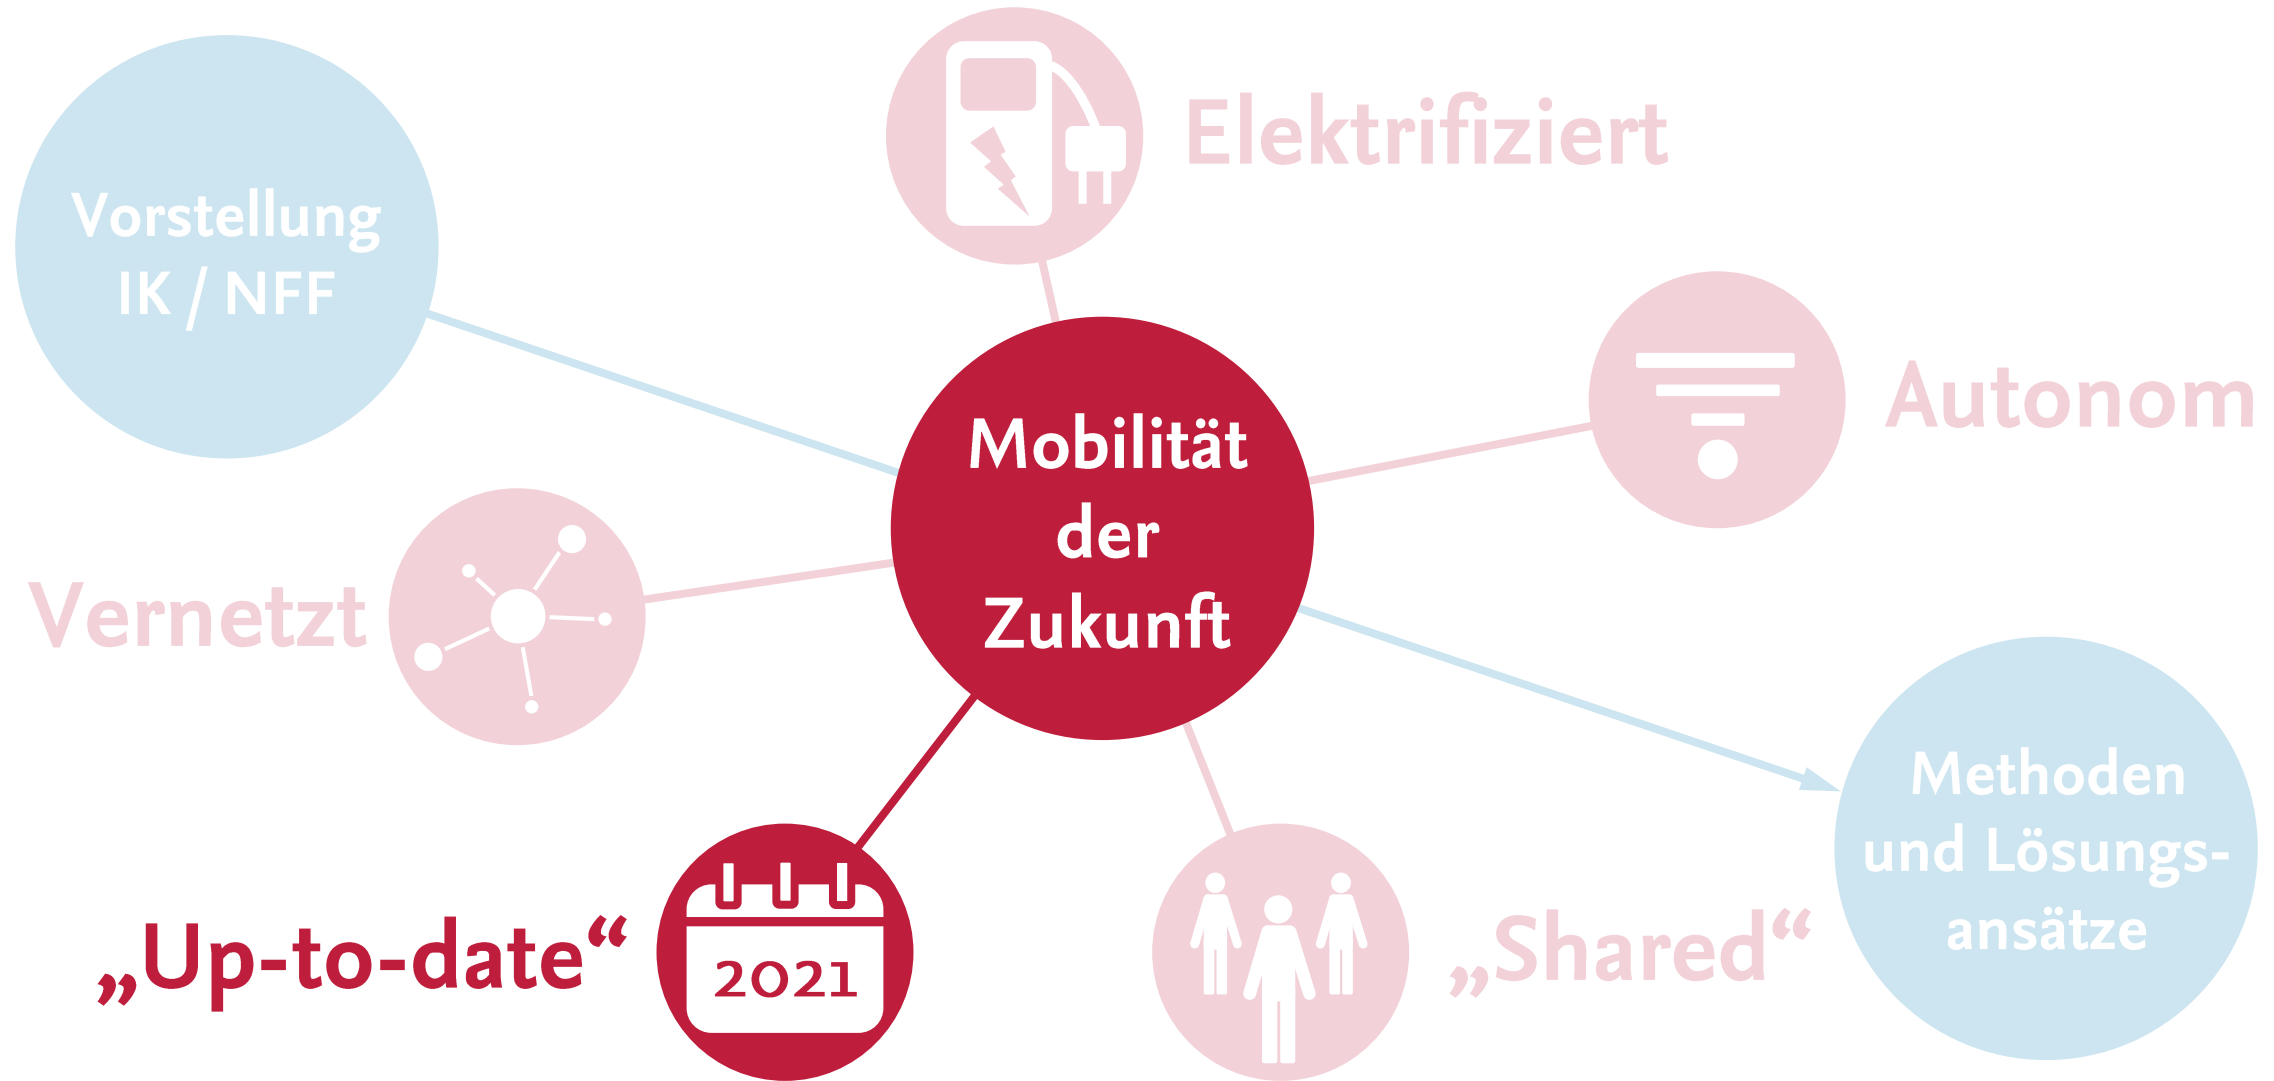 Elektrifiziert
Vorstellung
IK / NFF
Autonom
Mobilität
der
Zukunft
Vernetzt
Methoden
und Lösungs-
ansätze
„Up-to-date“
2021
„Shared“